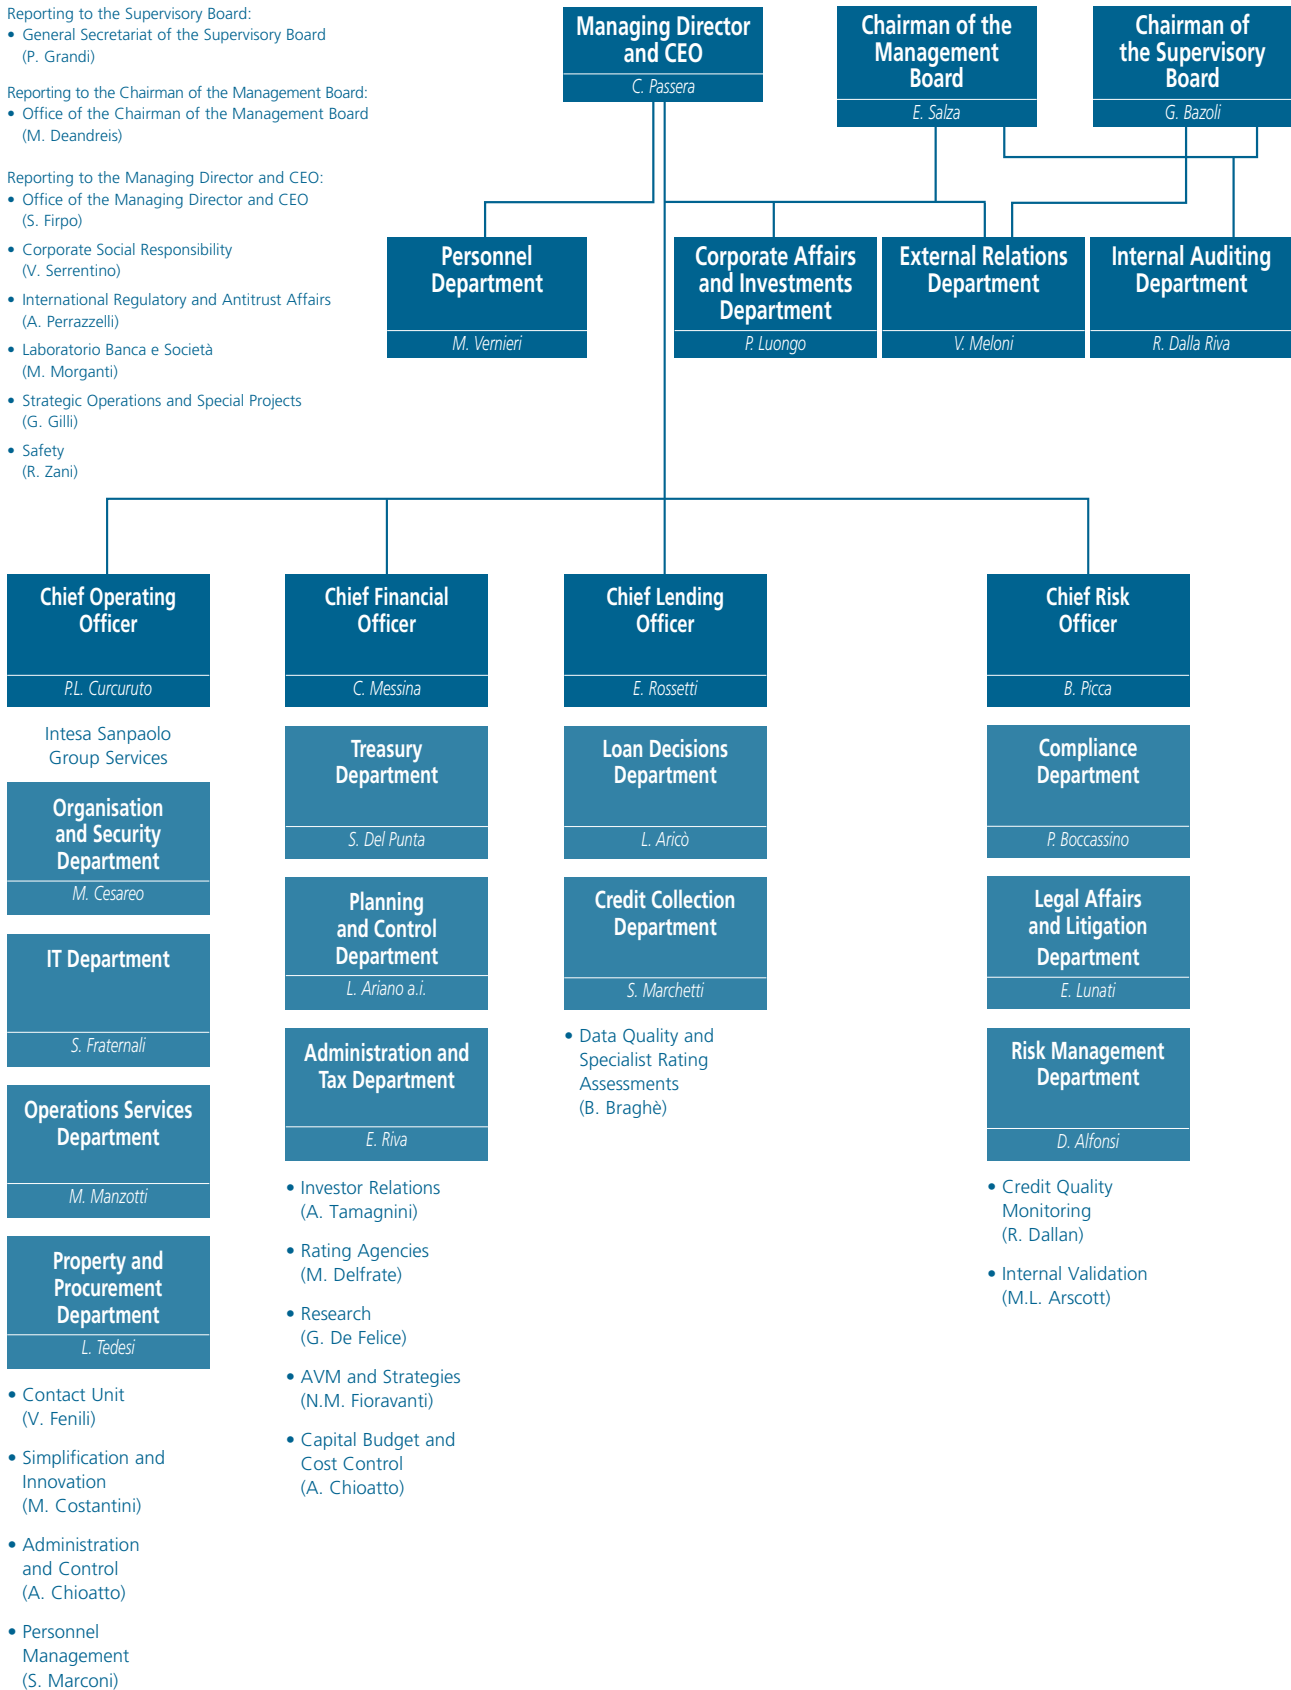 Reporting to the Supervisory Board:
• General Secretariat of the Supervisory Board
(P. Grandi)
Reporting to the Chairman of the Management Board:
• Office of the Chairman of the Management Board
(M. Deandreis)
Reporting to the Managing Director and CEO:
• Office of the Managing Director and CEO
(S. Firpo)
• Corporate Social Responsibility
(V. Serrentino)
• International Regulatory and Antitrust Affairs
(A. Perrazzelli)
• Laboratorio Banca e Società
(M. Morganti)
• Strategic Operations and Special Projects
(G. Gilli)
• Safety
(R. Zani)
Managing Director
and CEO
C. Passera
Chairman of the
Management
Board
E. Salza
Chairman of
the Supervisory
Board
G. Bazoli
Personnel
Department
M. Vernieri
Corporate Affairs
and Investments
Department
P. Luongo
External Relations
Department
V. Meloni
Internal Auditing
Department
R. Dalla Riva
Chief Operating
Officer
P.L. Curcuruto
Intesa Sanpaolo
Group Services
Organisation
and Security
Department
M. Cesareo
IT Department
S. Fraternali
Operations Services
Department
M. Manzotti
Property and
Procurement
Department
L. Tedesi
• Contact Unit
(V. Fenili)
• Simplification and
Innovation
(M. Costantini)
• Administration
and Control
(A. Chioatto)
• Personnel
Management
(S. Marconi)
Chief Financial
Officer
C. Messina
Treasury
Department
S. Del Punta
Planning
and Control
Department
L. Ariano a.i.
Administration and
Tax Department
E. Riva
• Investor Relations
(A. Tamagnini)
• Rating Agencies
(M. Delfrate)
• Research
(G. De Felice)
• AVM and Strategies
(N.M. Fioravanti)
• Capital Budget and
Cost Control
(A. Chioatto)
Chief Lending
Officer
E. Rossetti
Loan Decisions
Department
L. Aricò
Credit Collection
Department
S. Marchetti
• Data Quality and
Specialist Rating
Assessments
(B. Braghè)
Chief Risk
Officer
B. Picca
Compliance
Department
P. Boccassino
Legal Affairs
and Litigation
Department
E. Lunati
Risk Management
Department
D. Alfonsi
• Credit Quality
Monitoring
(R. Dallan)
• Internal Validation
(M.L. Arscott)